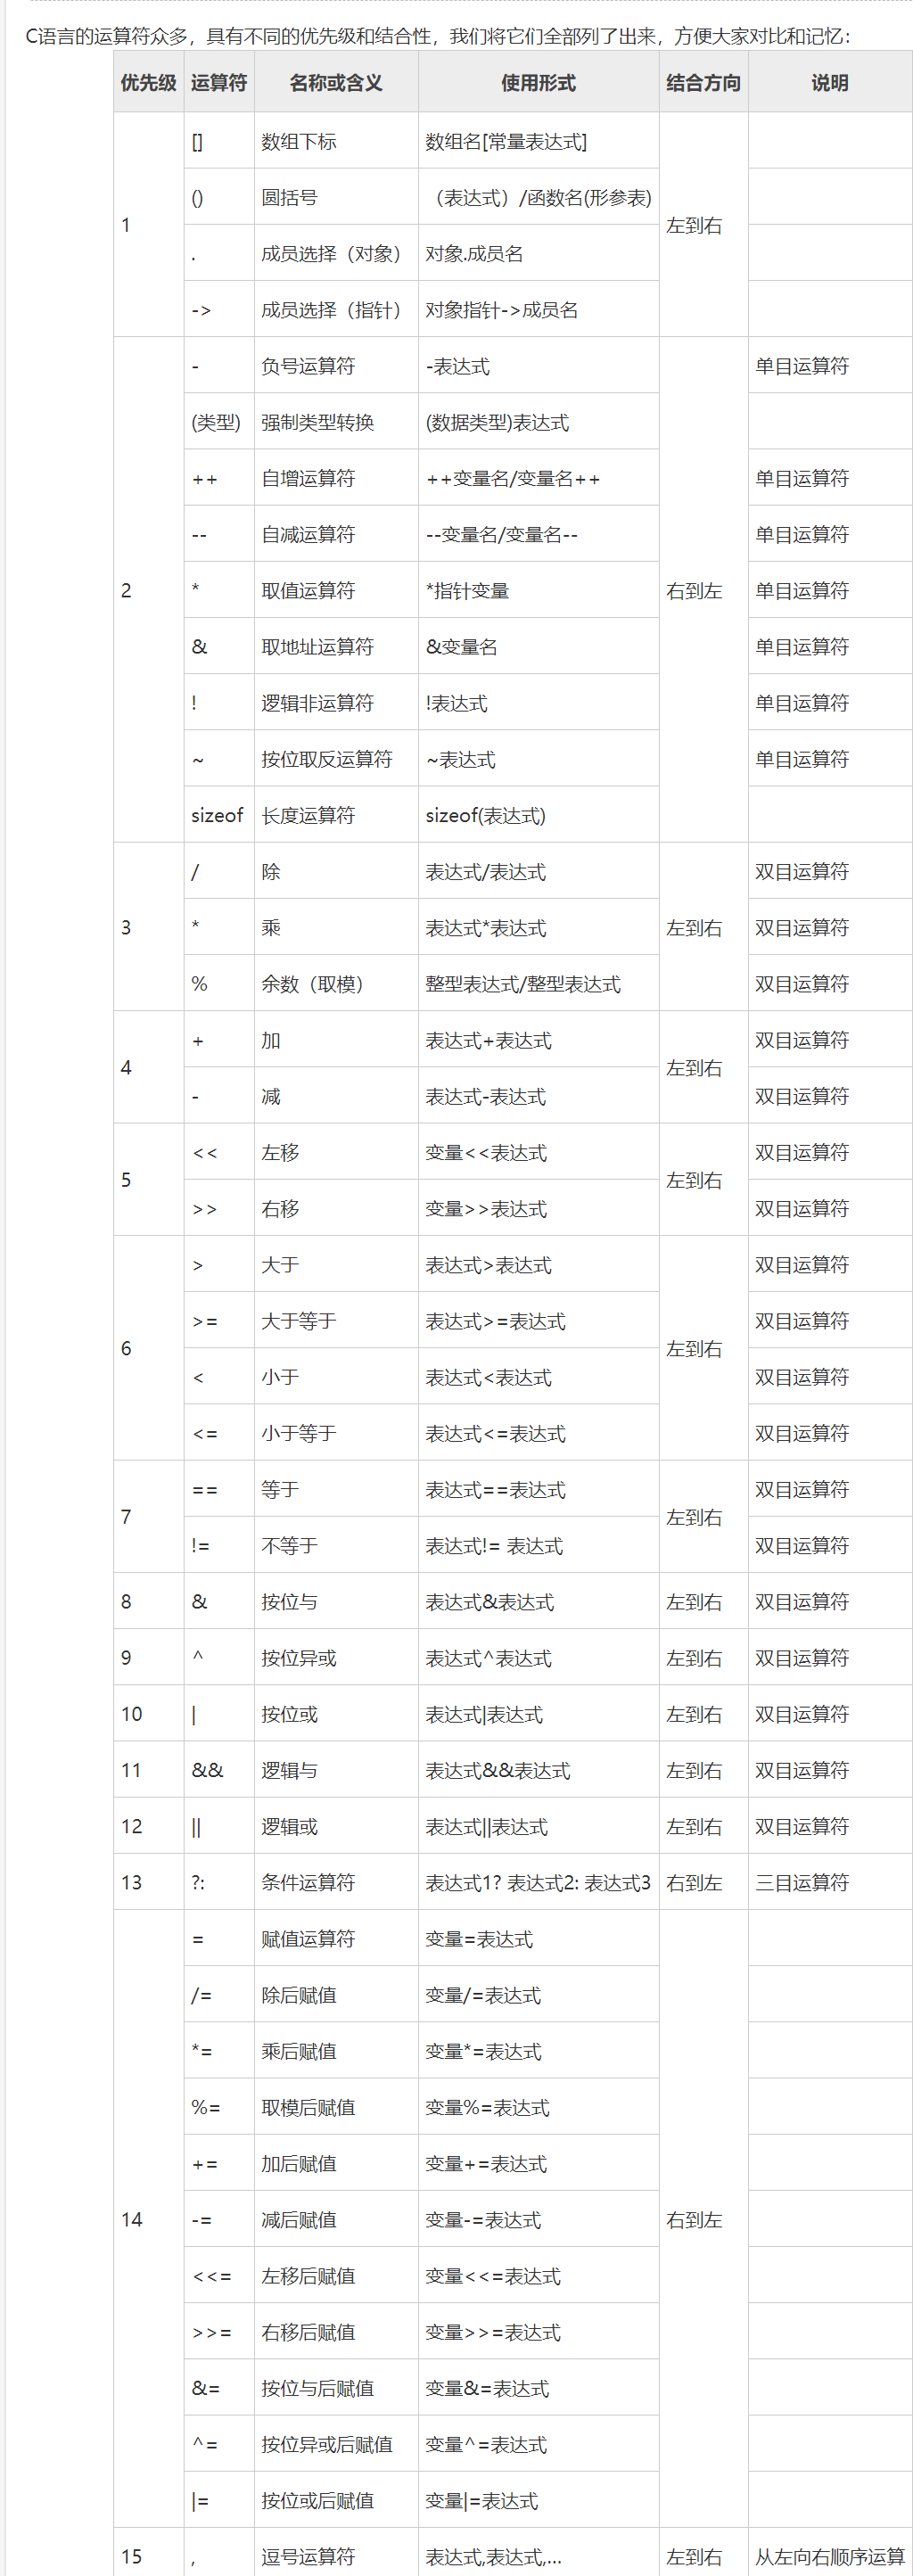 C语言的运算符众多，具有不同的优先级和结合性，我们将它们全部列了出来，方便大家对比和记忆：
优先级 运算符 名称或含义 使用形式 结合方向 说明
1 [] 数组下标 数组名[常量表达式] 左到右
() 圆括号 （表达式）/函数名(形参表)
. 成员选择（对象） 对象.成员名
-> 成员选择（指针） 对象指针->成员名
2 - 负号运算符 -表达式 右到左 单目运算符
(类型) 强制类型转换 (数据类型)表达式
++ 自增运算符 ++变量名/变量名++ 单目运算符
-- 自减运算符 --变量名/变量名-- 单目运算符
* 取值运算符 *指针变量 单目运算符
& 取地址运算符 &变量名 单目运算符
! 逻辑非运算符 !表达式 单目运算符
~ 按位取反运算符 ~表达式 单目运算符
sizeof 长度运算符 sizeof(表达式)
3 / 除 表达式/表达式 左到右 双目运算符
* 乘 表达式*表达式 双目运算符
% 余数（取模） 整型表达式/整型表达式 双目运算符
4 + 加 表达式+表达式 左到右 双目运算符
- 减 表达式-表达式 双目运算符
5 << 左移 变量<<表达式 左到右 双目运算符
>> 右移 变量>>表达式 双目运算符
6 > 大于 表达式>表达式 左到右 双目运算符
>= 大于等于 表达式>=表达式 双目运算符
< 小于 表达式<表达式 双目运算符
<= 小于等于 表达式<=表达式 双目运算符
7 == 等于 表达式==表达式 左到右 双目运算符
!= 不等于 表达式!= 表达式 双目运算符
8 & 按位与 表达式&表达式 左到右 双目运算符
9 ^ 按位异或 表达式^表达式 左到右 双目运算符
10 | 按位或 表达式|表达式 左到右 双目运算符
11 && 逻辑与 表达式&&表达式 左到右 双目运算符
12 || 逻辑或 表达式||表达式 左到右 双目运算符
13 ?: 条件运算符 表达式1? 表达式2: 表达式3 右到左 三目运算符
14 = 赋值运算符 变量=表达式 右到左
/= 除后赋值 变量/=表达式
*= 乘后赋值 变量*=表达式
%= 取模后赋值 变量%=表达式
+= 加后赋值 变量+=表达式
-= 减后赋值 变量-=表达式
<<= 左移后赋值 变量<<=表达式
>>= 右移后赋值 变量>>=表达式
&= 按位与后赋值 变量&=表达式
^= 按位异或后赋值 变量^=表达式
|= 按位或后赋值 变量|=表达式
15 , 逗号运算符 表达式,表达式,… 左到右 从左向右顺序运算